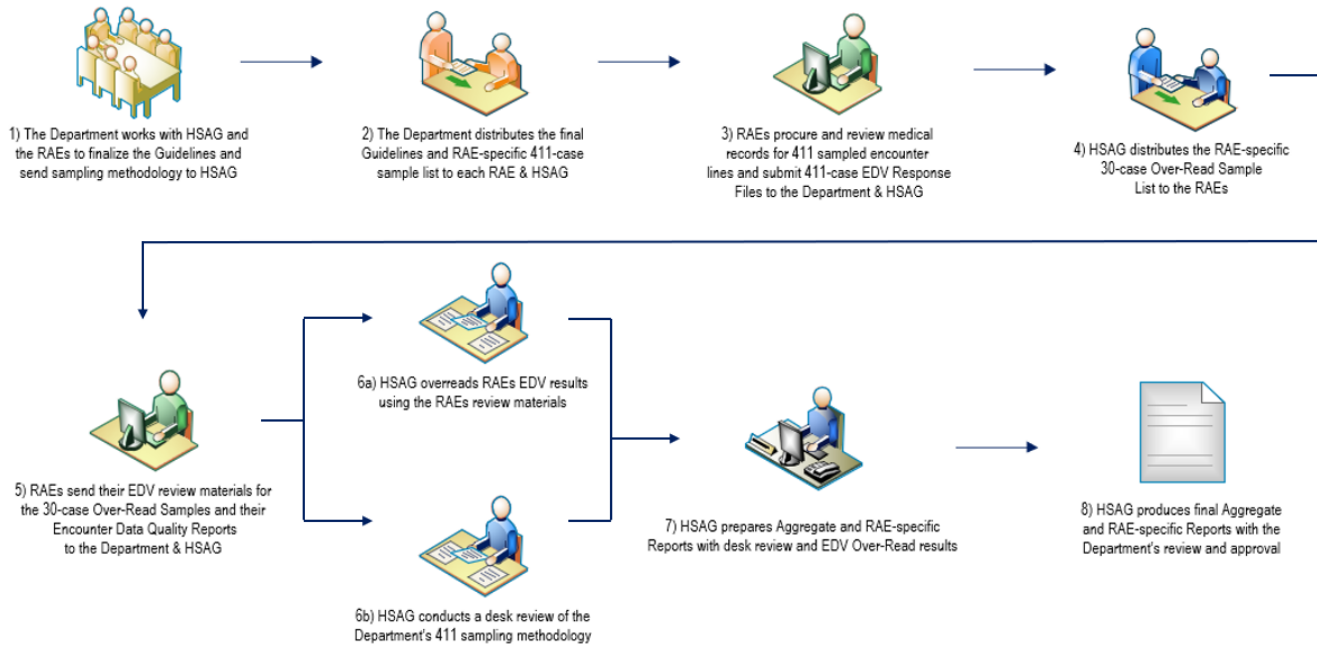 1) The Department works with HSAG and
the RAEs to finalize the Guidelines and
send sampling methodology to HSAG
2) The Department distributes the final
Guidelines and RAE-specific 411-case
sample list to each RAE & HSAG
3) RAEs procure and review medical
records for 411 sampled encounter
lines and submit 411-case EDV Response
Files to the Department & HSAG
4) HSAG distributes the RAE-specific
30-case Over-Read Sample
List to the RAEs
5) RAEs send their EDV review materials for
the 30-case Over-Read Samples and their
Encounter Data Quality Reports
to the Department & HSAG
6a) HSAG overreads RAEs EDV results
using the RAEs review materials
6b) HSAG conducts a desk review of the
Department's 411 sampling methodology
7) HSAG prepares Aggregate and RAE-specific
Reports with desk review and EDV Over-Read results
8) HSAG produces final Aggregate
and RAE-specific Reports with the
Department's review and approval